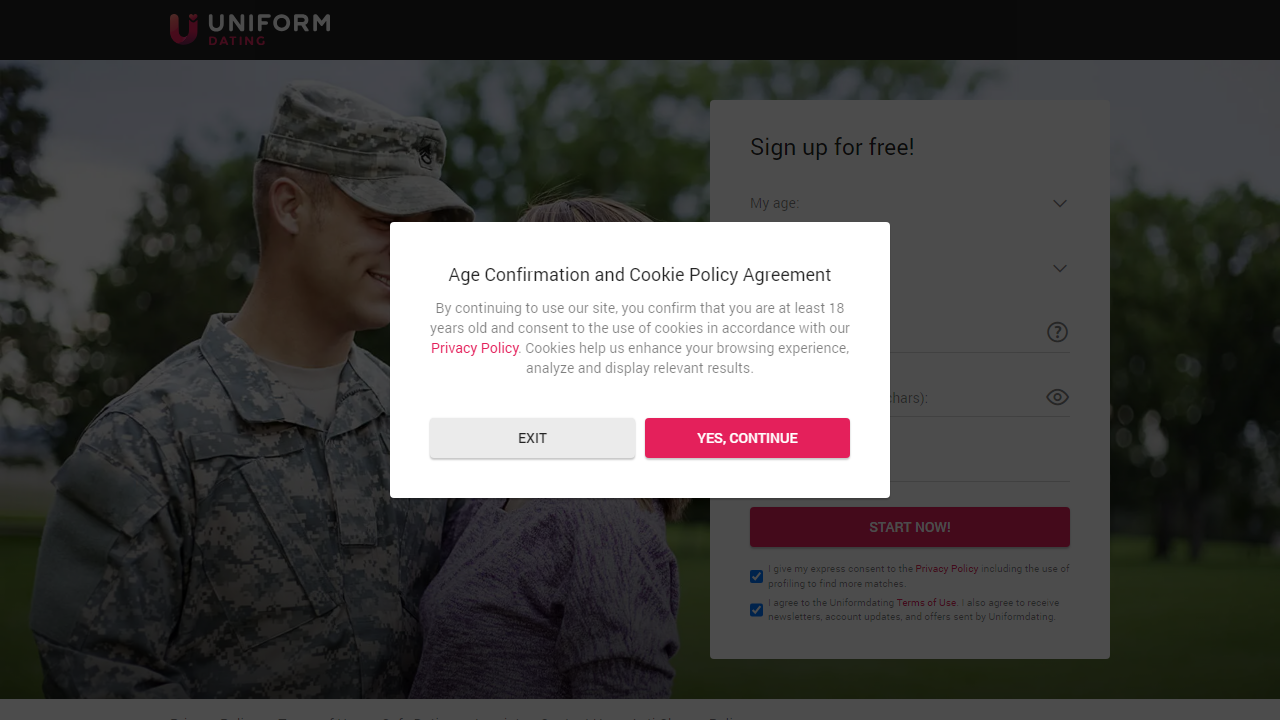 UNIFORM
DATING
Sign up for free!
My age:
Age Confirmation and Cookie Policy Agreement
By continuing to use our site, you confirm that you are at least 18
years old and consent to the use of cookies in accordance with our
Privacy Policy. Cookies help us enhance your browsing experience,
analyze and display relevant results.
chars):
EXIT
YES, CONTINUE
START NOW!
I give my express consent to the Privacy Policy including the use of
profiling to find more matches.
I agree to the Uniformdating Terms of Use. I also agree to receive
newsletters, account updates, and offers sent by Uniformdating.